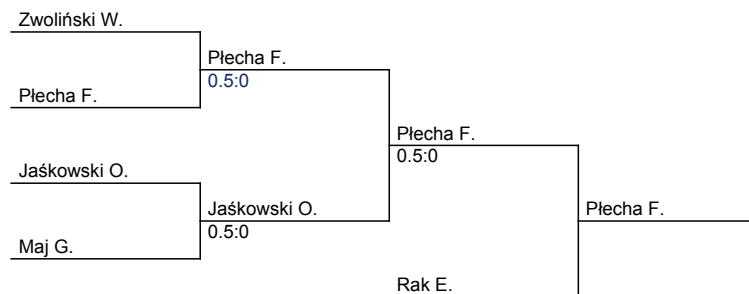 Zwoliński W.
Płecha F.
0.5:0
Płecha F.
Płecha F.
0.5:0
Jaśkowski O.
Jaśkowski O.
0.5:0
Płecha F.
Maj G.
Rak E.